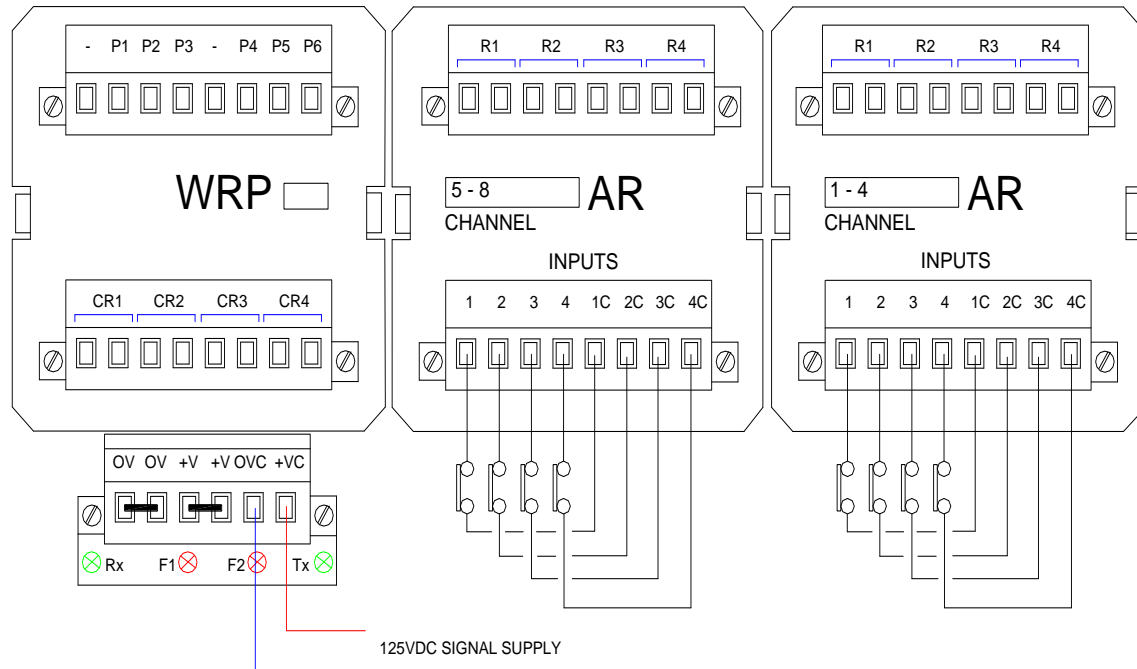 - P1 P2 P3 - P4 P5 P6
R1 R2 R3 R4
R1 R2 R3 R4
WRP
5 - 8 AR
CHANNEL
1 - 4 AR
CHANNEL
INPUTS
INPUTS
CR1 CR2 CR3 CR4
1 2 3 4 1C 2C 3C 4C
1 2 3 4 1C 2C 3C 4C
OV OV +V +V OVC +VC
Rx F1 F2 Tx
125VDC SIGNAL SUPPLY